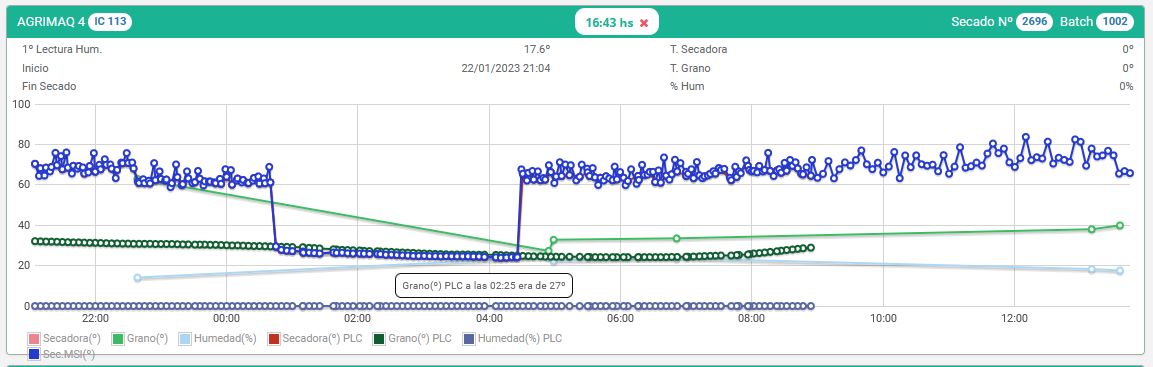 AGRIMAQ 4 IC 113 16:43 hs Secado Nº 2696 Batch 1002
1º Lectura Hum. 17.6º T. Secadora 0º
Inicio 22/01/2023 21:04 T. Grano 0º
Fin Secado % Hum 0%
100
80
60
40
20
Grano(º) PLC a las 02:25 era de 27º
0
22:00 00:00 02:00 04:00 06:00 08:00 10:00 12:00
Secadora(º) Grano(º) Humedad(%) Secadora(º) PLC Grano(º) PLC Humedad(%) PLC
Sec.MSI(º)